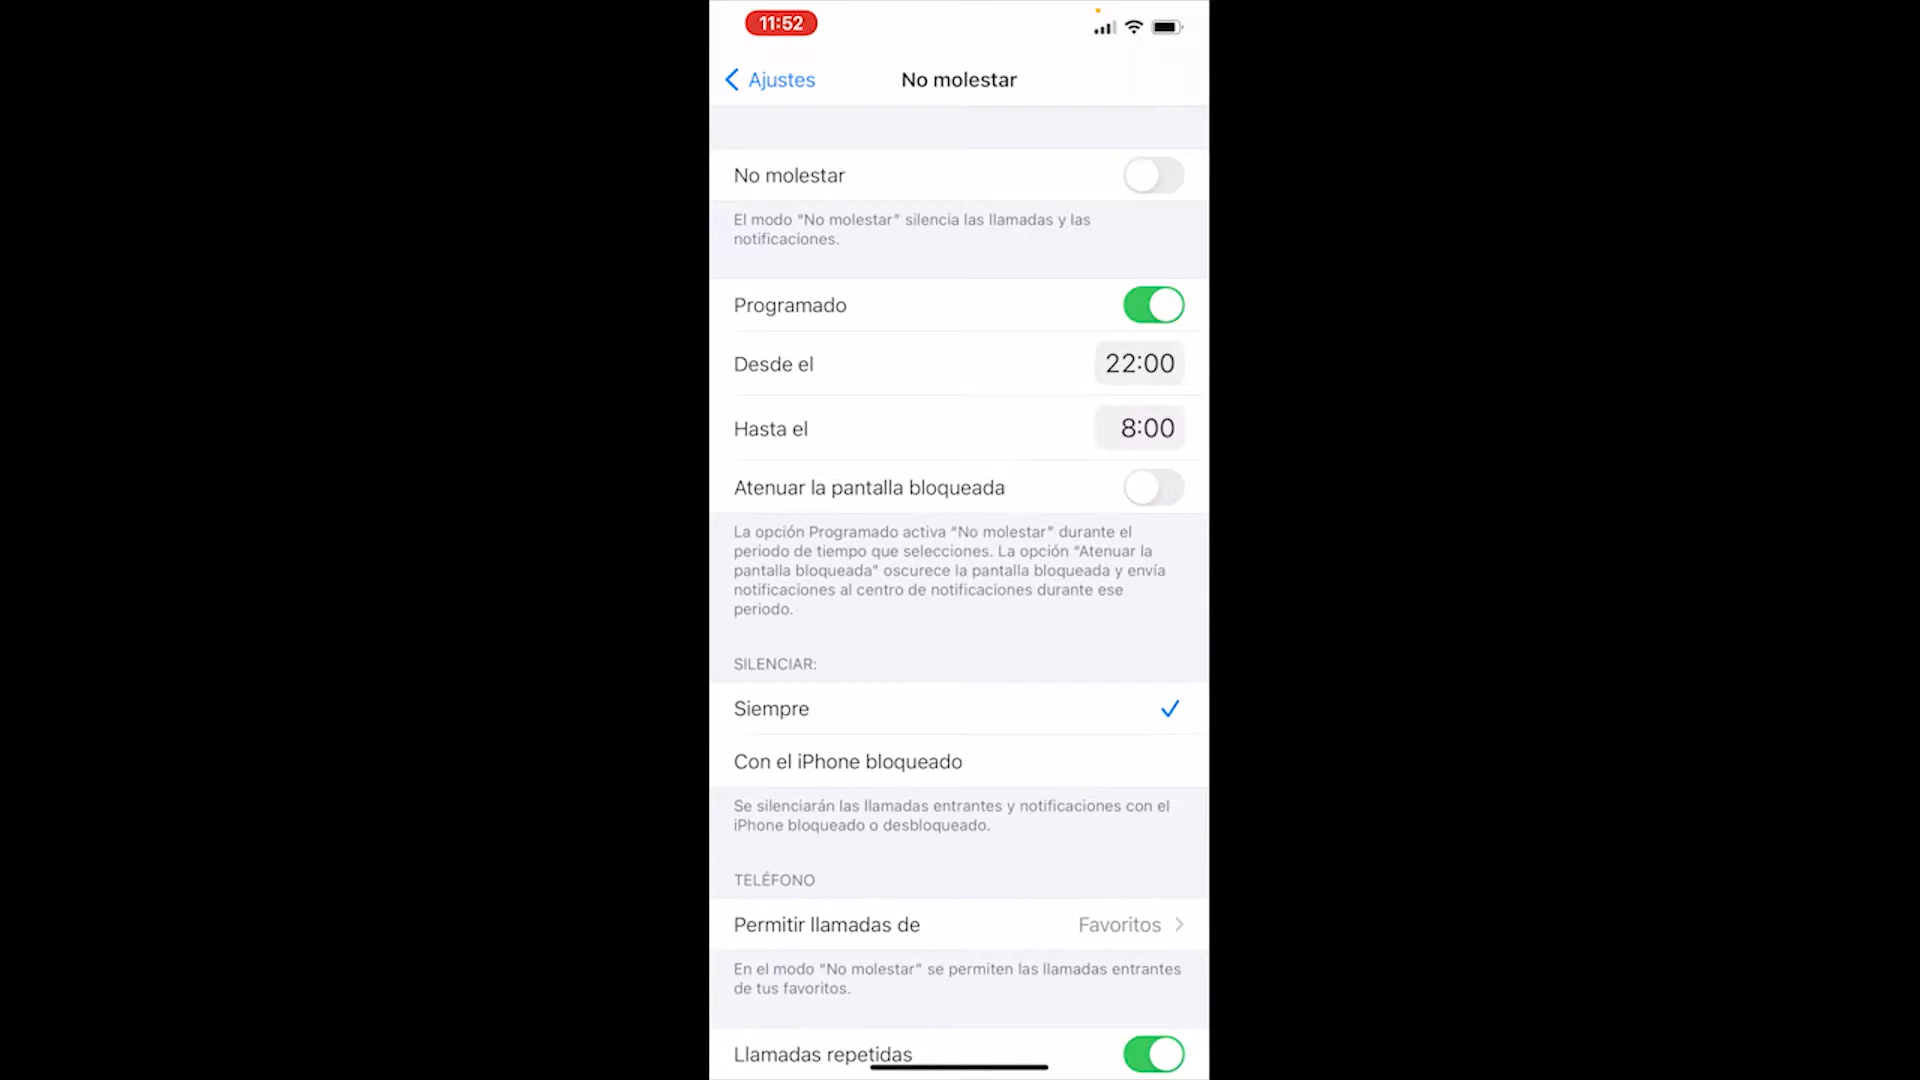 11:52
Ajustes
No molestar
No molestar
El modo “No molestar” silencia las llamadas y las
notificaciones.
Programado
Desde el
22:00
Hasta el
8:00
Atenuar la pantalla bloqueada
La opción Programado activa “No molestar” durante el
periodo de tiempo que selecciones. La opción “Atenuar la
pantalla bloqueada” oscurece la pantalla bloqueada y envía
notificaciones al centro de notificaciones durante ese
periodo.
SILENCIAR:
Siempre
Con el iPhone bloqueado
Se silenciarán las llamadas entrantes y notificaciones con el
iPhone bloqueado o desbloqueado.
TELÉFONO
Permitir llamadas de
Favoritos
En el modo “No molestar” se permiten las llamadas entrantes
de tus favoritos.
Llamadas repetidas